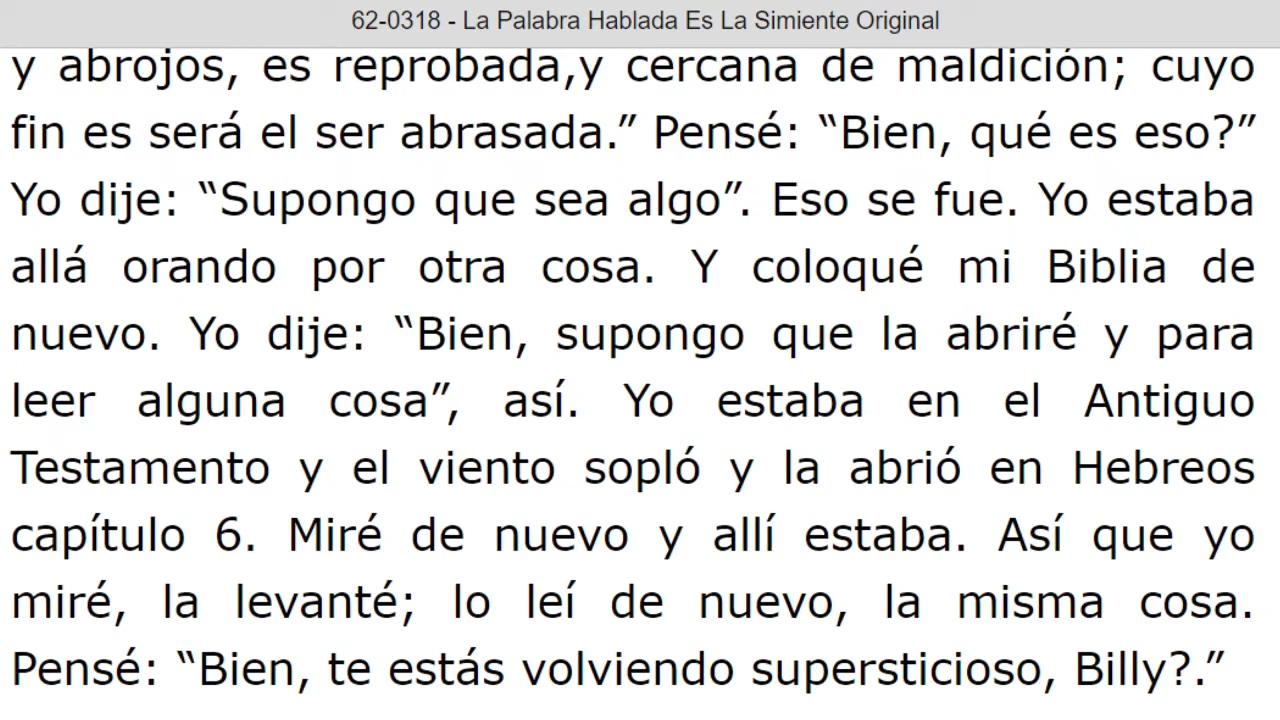 62-0318 - La Palabra Hablada Es La Simiente Original
y abrojos, es reprobada,y cercana de maldición; cuyo
fin es será el ser abrasada.” Pensé: “Bien, qué es eso?”
Yo dije: “Supongo que sea algo”. Eso se fue. Yo estaba
allá orando por otra cosa. Y coloqué mi Biblia de
nuevo. Yo dije: “Bien, supongo que la abriré y para
leer alguna cosa”, así. Yo estaba en el Antiguo
Testamento y el viento sopló y la abrió en Hebreos
capítulo 6. Miré de nuevo y allí estaba. Así que yo
miré, la levanté; lo leí de nuevo, la misma cosa.
Pensé: “Bien, te estás volviendo supersticioso, Billy?.”